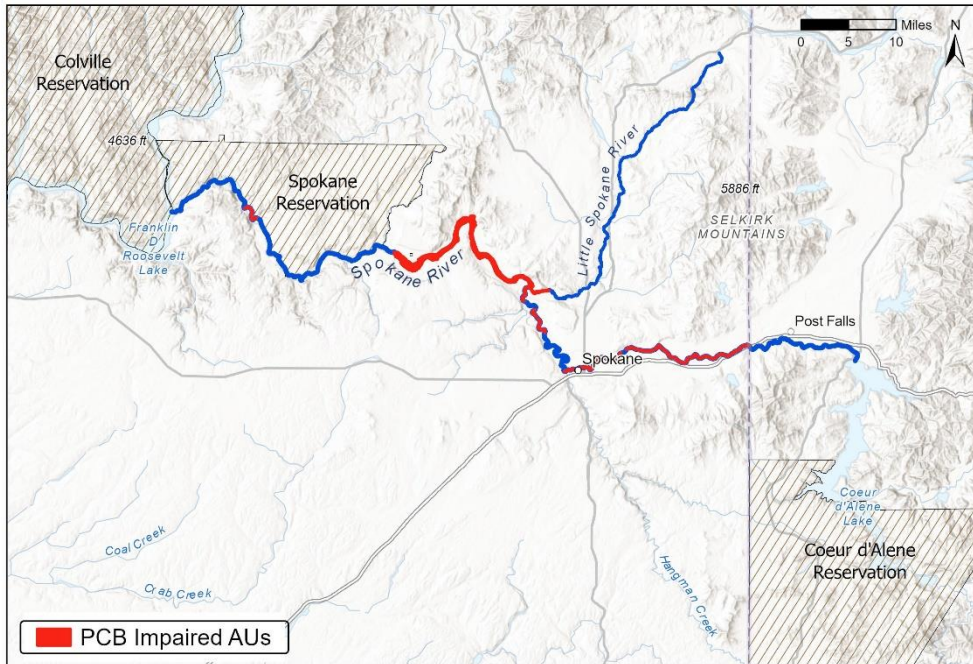 Miles
0 5 10
N
Colville
Reservation
4636 ft
Spokane
Reservation
Franklin
D
Roosevelt
Lake
Spokane River
Little Spokane River
5886 ft
SELKIRK
MOUNTAINS
Post Falls
Spokane
Coeur
d'Alene
Lake
Coeur d'Alene
Reservation
Coal Creek
Crab Creek
Hangman Creek
PCB Impaired AUs